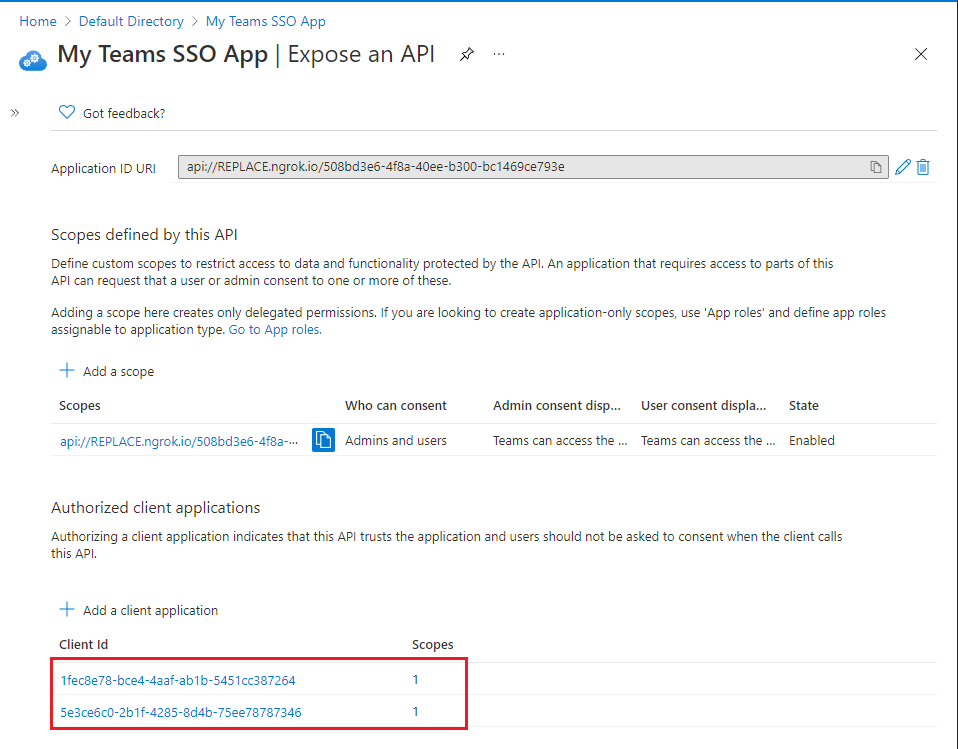 Home > Default Directory > My Teams SSO App
My Teams SSO App | Expose an API
Got feedback?
Application ID URI api://REPLACE.ngrok.io/508bd3e6-4f8a-40ee-b300-bc1469ce793e
Scopes defined by this API
Define custom scopes to restrict access to data and functionality protected by the API. An application that requires access to parts of this
API can request that a user or admin consent to one or more of these.
Adding a scope here creates only delegated permissions. If you are looking to create application-only scopes, use 'App roles' and define app roles
assignable to application type. Go to App roles.
Add a scope
Scopes Who can consent Admin consent disp... User consent displa... State
api://REPLACE.ngrok.io/508bd3e6-4f8a-... Admins and users Teams can access the ... Teams can access the ... Enabled
Authorized client applications
Authorizing a client application indicates that this API trusts the application and users should not be asked to consent when the client calls
this API.
Add a client application
Client Id Scopes
1fec8e78-bce4-4aaf-ab1b-5451cc387264 1
5e3ce6c0-2b1f-4285-8d4b-75ee78787346 1